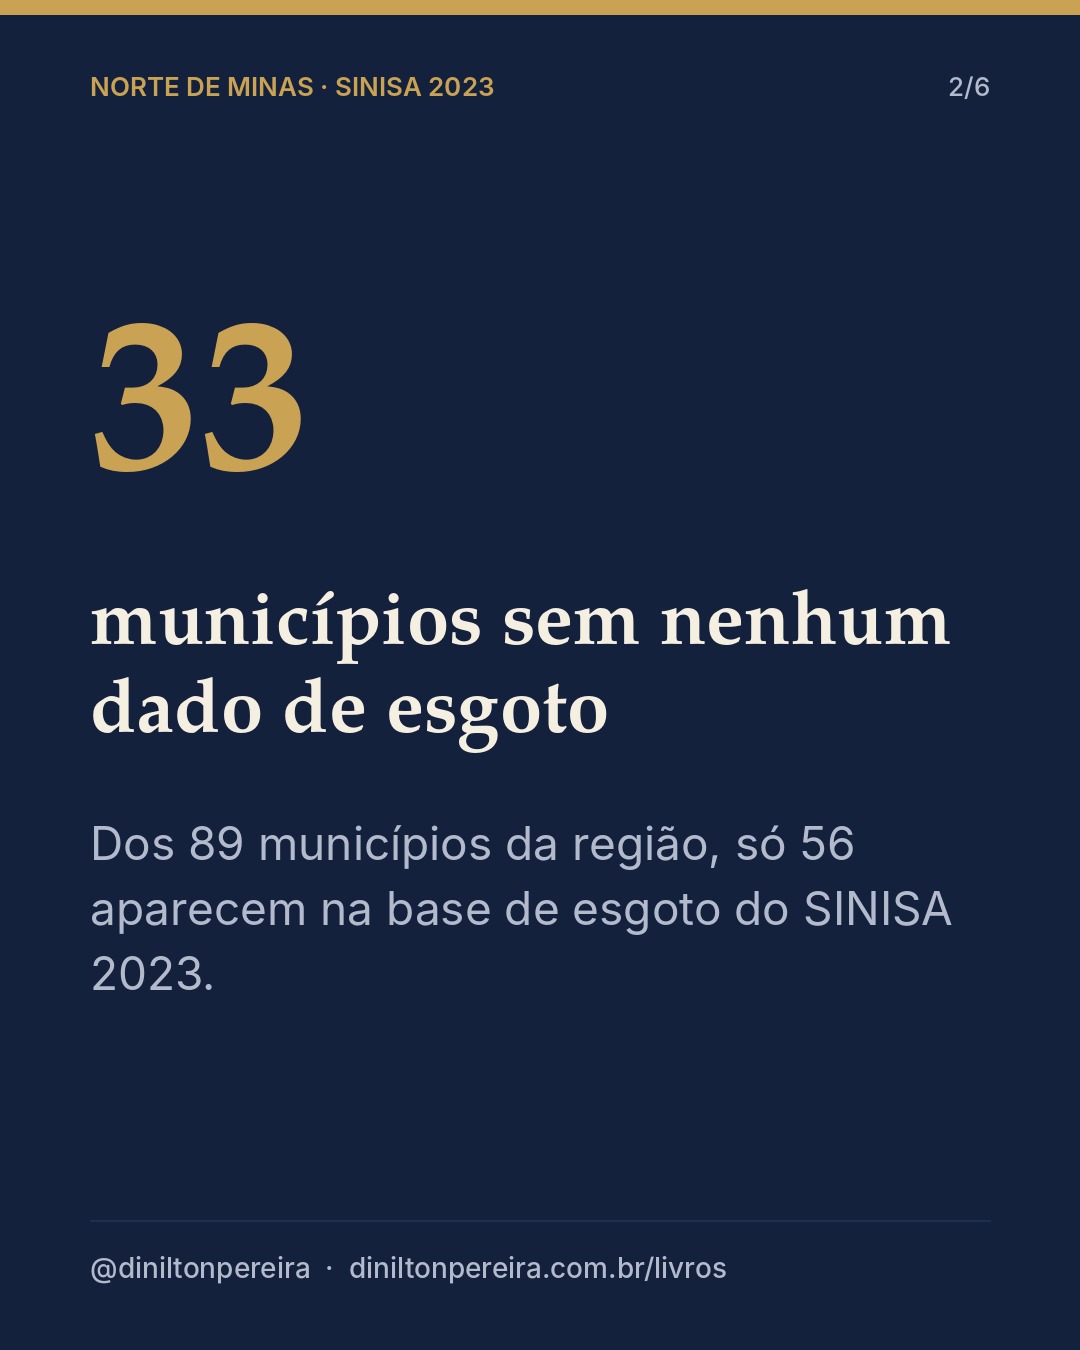 NORTE DE MINAS · SINISA 2023
2/6
33
municípios sem nenhum
dado de esgoto
Dos 89 municípios da região, só 56
aparecem na base de esgoto do SINISA
2023.
@diniltonpereira · diniltonpereira.com.br/livros